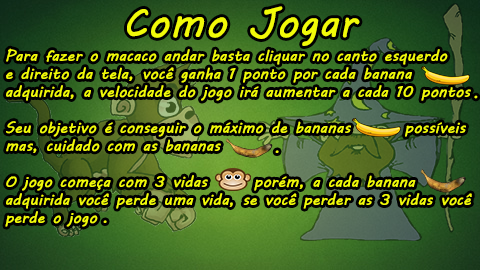 Como Jogar
Para fazer o macaco andar basta cliquar no canto esquerdo
e direito da tela, você ganha 1 ponto por cada banana
adquirida, a velocidade do jogo irá aumentar a cada 10 pontos.
Seu objetivo é conseguir o máximo de bananas possíveis
mas, cuidado com as bananas .
O jogo começa com 3 vidas porém, a cada banana
adquirida você perde uma vida, se você perder as 3 vidas você
perde o jogo.